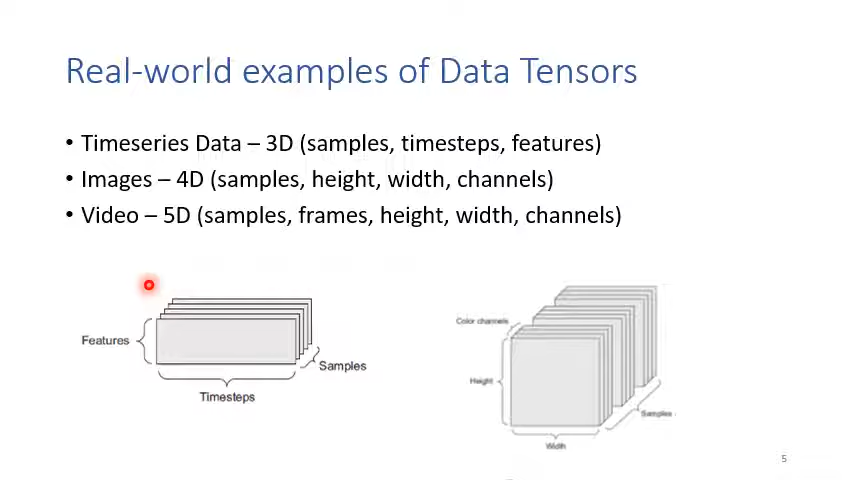 Real-world examples of Data Tensors
• Timeseries Data – 3D (samples, timesteps, features)
• Images – 4D (samples, height, width, channels)
• Video – 5D (samples, frames, height, width, channels)
Features
Samples
Timesteps
Color channels
Height
Samples
Width
5